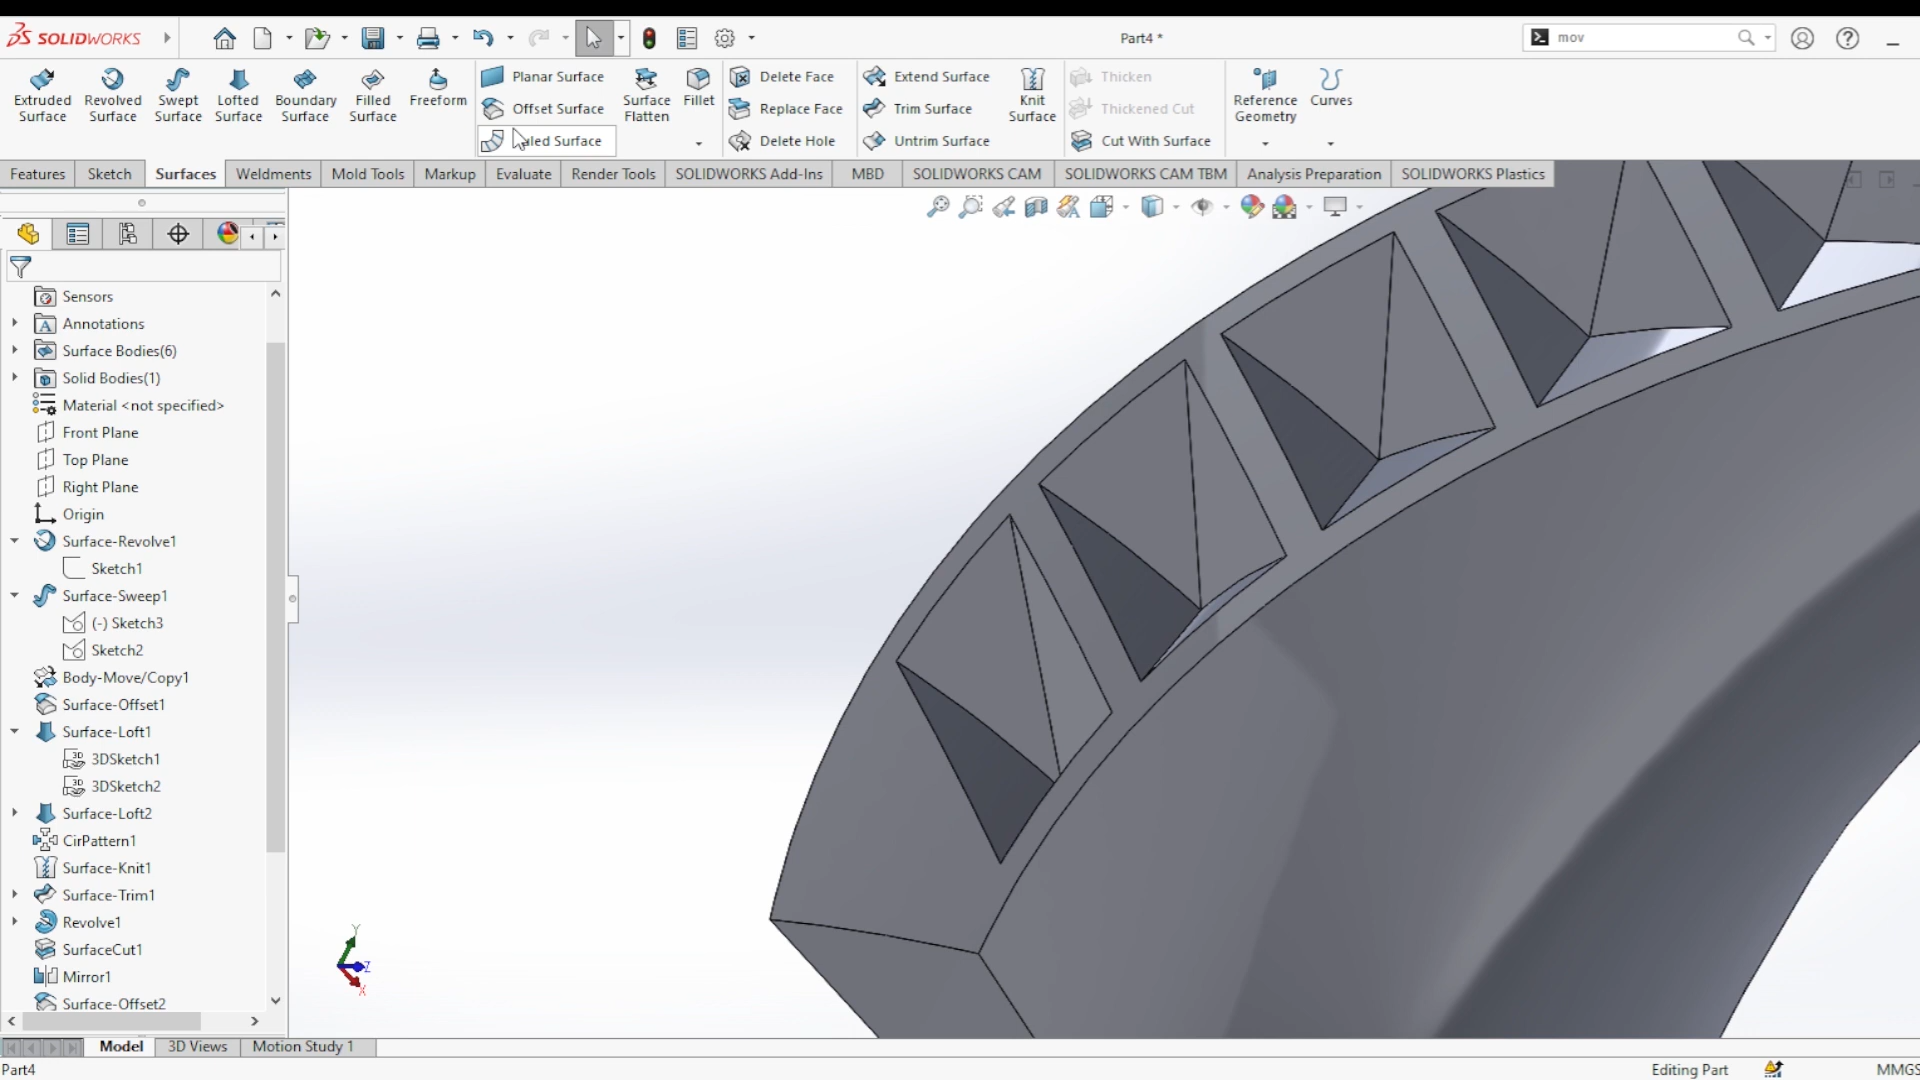 SOLIDWORKS
Part4 *
mov
Extruded Surface
Revolved Surface
Swept Surface
Lofted Surface
Boundary Surface
Filled Surface
Freeform
Planar Surface
Offset Surface
Surface Flatten
Fillet
Delete Face
Replace Face
Delete Hole
Extend Surface
Trim Surface
Untrim Surface
Knit Surface
Thicken
Thickened Cut
Cut With Surface
Reference Geometry
Curves
Features
Sketch
Surfaces
Weldments
Mold Tools
Markup
Evaluate
Render Tools
SOLIDWORKS Add-Ins
MBD
SOLIDWORKS CAM
SOLIDWORKS CAM TBM
Analysis Preparation
SOLIDWORKS Plastics
Sensors
Annotations
Surface Bodies(6)
Solid Bodies(1)
Material <not specified>
Front Plane
Top Plane
Right Plane
Origin
Surface-Revolve1
Sketch1
Surface-Sweep1
(-) Sketch3
Sketch2
Body-Move/Copy1
Surface-Offset1
Surface-Loft1
3DSketch1
3DSketch2
Surface-Loft2
CirPattern1
Surface-Knit1
Surface-Trim1
Revolve1
SurfaceCut1
Mirror1
Surface-Offset2
Y
Z
X
Model
3D Views
Motion Study 1
Part4
Editing Part
MMGS